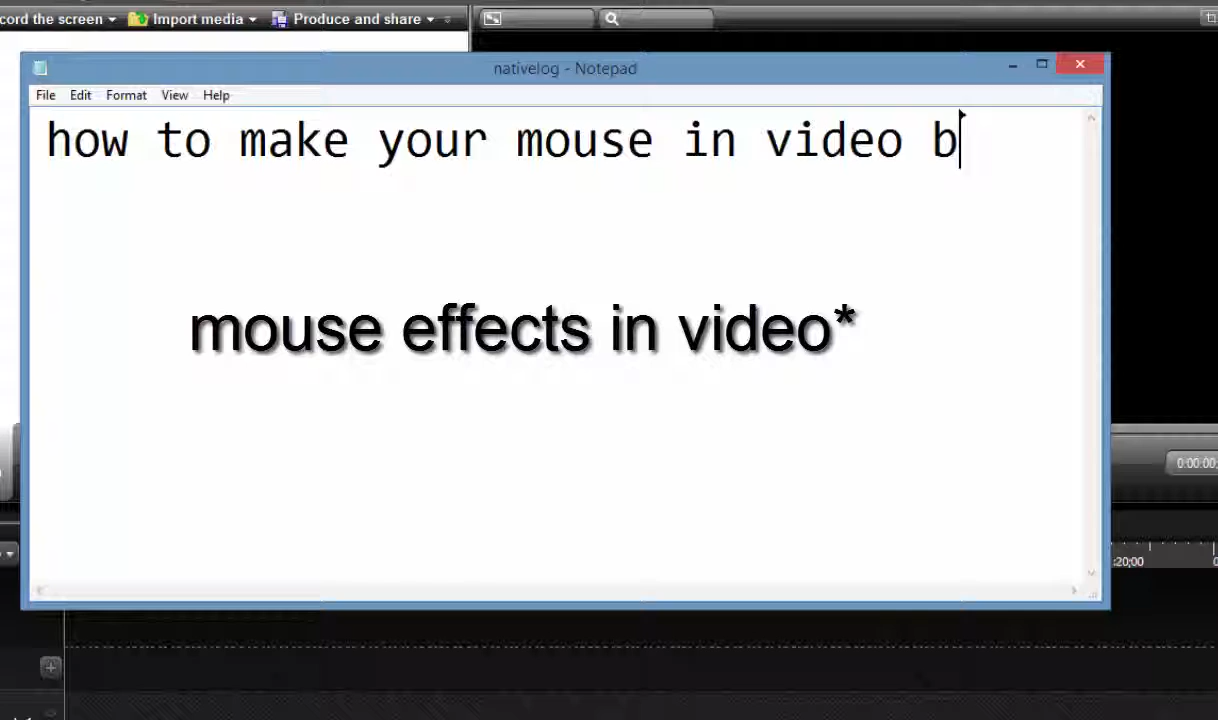 cord the screen Import media Produce and share
nativelog - Notepad
File Edit Format View Help
how to make your mouse in video b
mouse effects in video*
0:00:00
:20;00